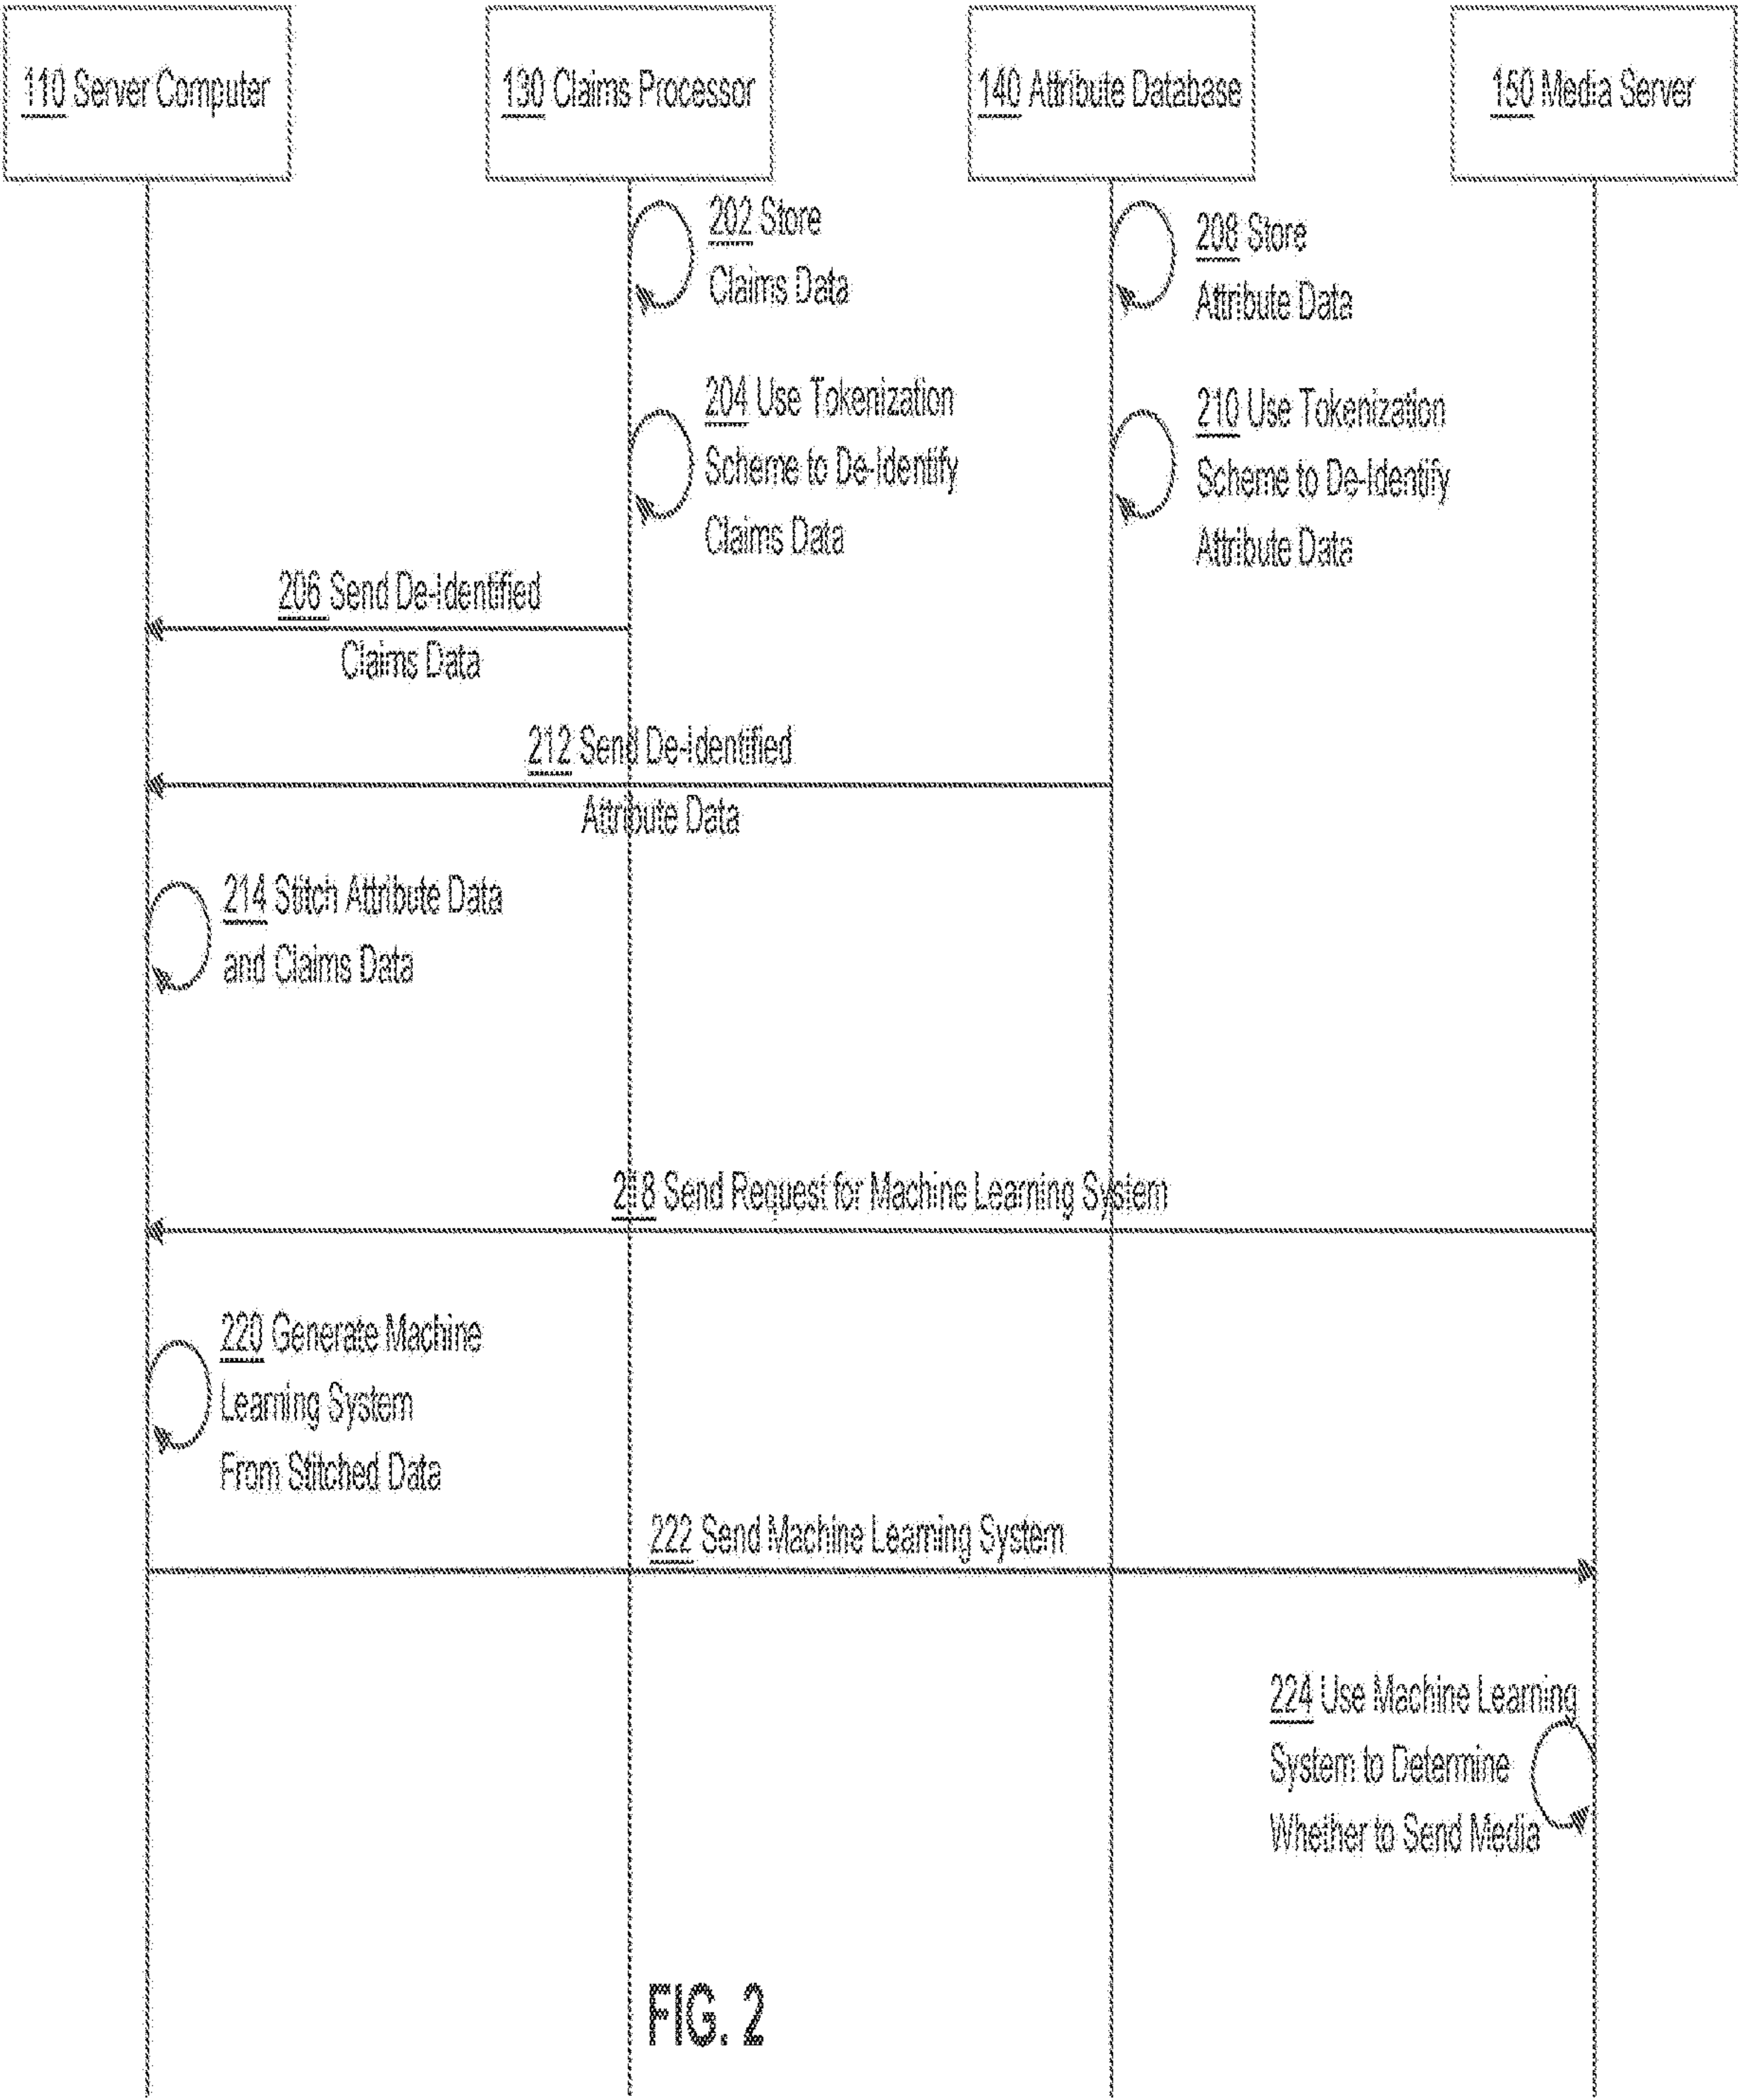 110 Server Computer
130 Claims Processor
140 Attribute Database
150 Media Server
202 Store
Claims Data
208 Store
Attribute Data
204 Use Tokenization
Scheme to De-Identify
Claims Data
210 Use Tokenization
Scheme to De-Identify
Attribute Data
206 Send De-Identified
Claims Data
212 Send De-Identified
Attribute Data
214 Stitch Attribute Data
and Claims Data
218 Send Request for Machine Learning System
220 Generate Machine
Learning System
From Stitched Data
222 Send Machine Learning System
224 Use Machine Learning
System to Determine
Whether to Send Media
FIG. 2